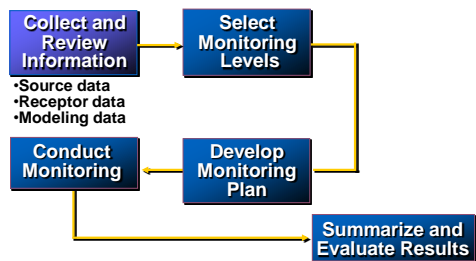 Collect and
Review
Information
•Source data
•Receptor data
•Modeling data
Select
Monitoring
Levels
Develop
Monitoring
Plan
Conduct
Monitoring
Summarize and
Evaluate Results